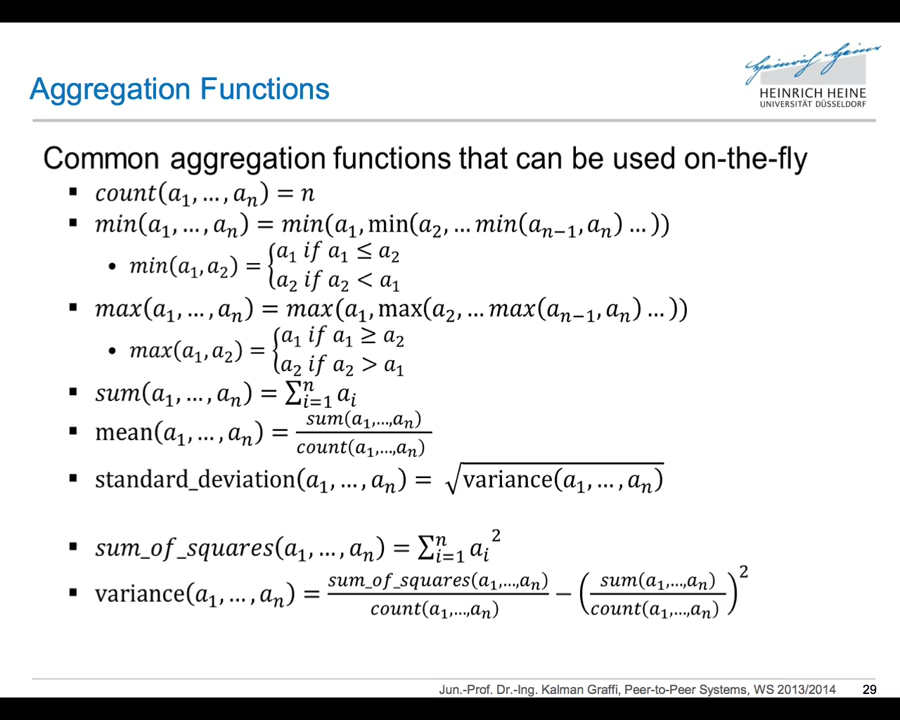 Heinrich Heine
HEINRICH HEINE
UNIVERSITÄT DÜSSELDORF
Aggregation Functions
Common aggregation functions that can be used on-the-fly
▪ count(a₁, … , aₙ) = n
▪ min(a₁, … , aₙ) = min(a₁, min(a₂, … min(aₙ₋₁, aₙ) … ))
• min(a₁, a₂) = { a₁ if a₁ ≤ a₂
a₂ if a₂ < a₁
▪ max(a₁, … , aₙ) = max(a₁, max(a₂, … max(aₙ₋₁, aₙ) … ))
• max(a₁, a₂) = { a₁ if a₁ ≥ a₂
a₂ if a₂ > a₁
▪ sum(a₁, … , aₙ) = ∑ⁿᵢ₌₁ aᵢ
▪ mean(a₁, … , aₙ) = sum(a₁,…,aₙ) / count(a₁,…,aₙ)
▪ standard_deviation(a₁, … , aₙ) = √variance(a₁, … , aₙ)
▪ sum_of_squares(a₁, … , aₙ) = ∑ⁿᵢ₌₁ aᵢ²
▪ variance(a₁, … , aₙ) = sum_of_squares(a₁,…,aₙ) / count(a₁,…,aₙ) − (sum(a₁,…,aₙ) / count(a₁,…,aₙ))²
Jun.-Prof. Dr.-Ing. Kalman Graffi, Peer-to-Peer Systems, WS 2013/2014 29